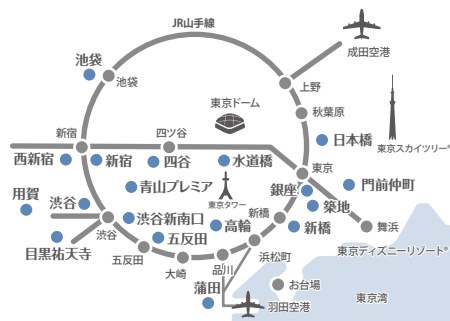 JR山手線
成田空港
池袋
池袋
上野
東京ドーム
秋葉原
新宿
四ツ谷
日本橋
東京スカイツリー®
西新宿
新宿
四谷
水道橋
東京
青山プレミア
東京タワー
銀座
門前仲町
用賀
渋谷
築地
渋谷新南口
新橋
高輪
新橋
舞浜
渋谷
五反田
目黒祐天寺
五反田
浜松町
東京ディズニーリゾート®
品川
大崎
お台場
蒲田
羽田空港
東京湾